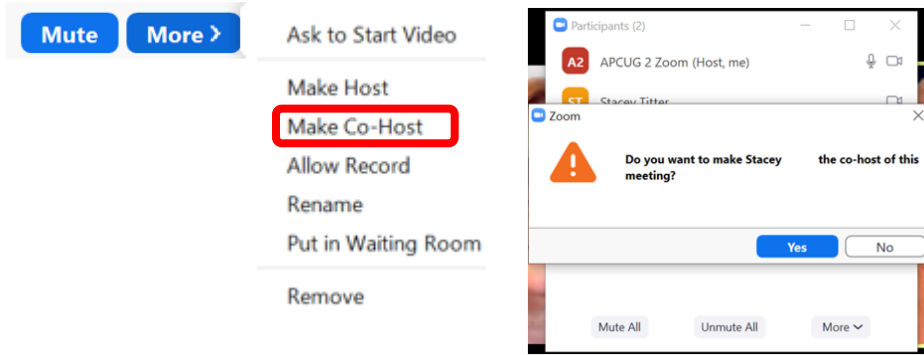 Mute
More >
Ask to Start Video
Make Host
Make Co-Host
Allow Record
Rename
Put in Waiting Room
Remove
Participants (2)
A2 APCUG 2 Zoom (Host, me)
ST Stacey Titter
Zoom
Do you want to make Stacey the co-host of this
meeting?
Yes
No
Mute All
Unmute All
More